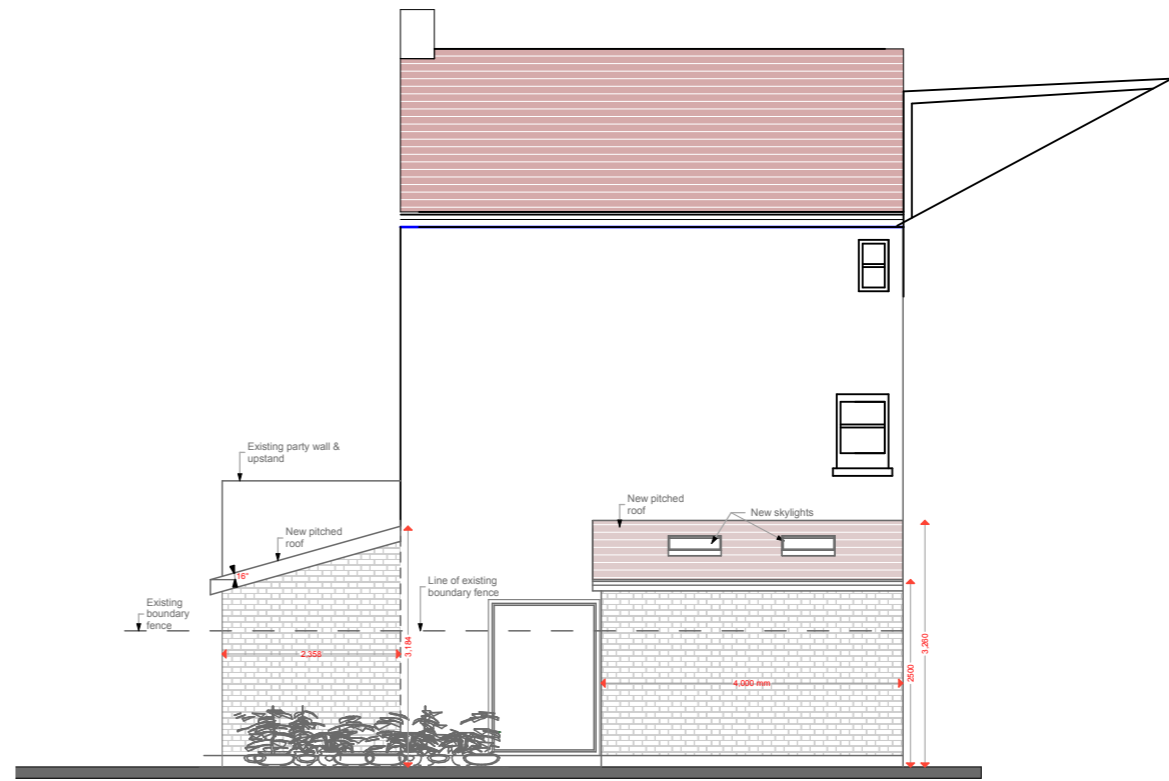 Existing party wall &
upstand
New pitched
roof
16°
Existing
boundary
fence
2,358
3,184
Line of existing
boundary fence
New pitched
roof
New skylights
4,000 mm
2500
3,260